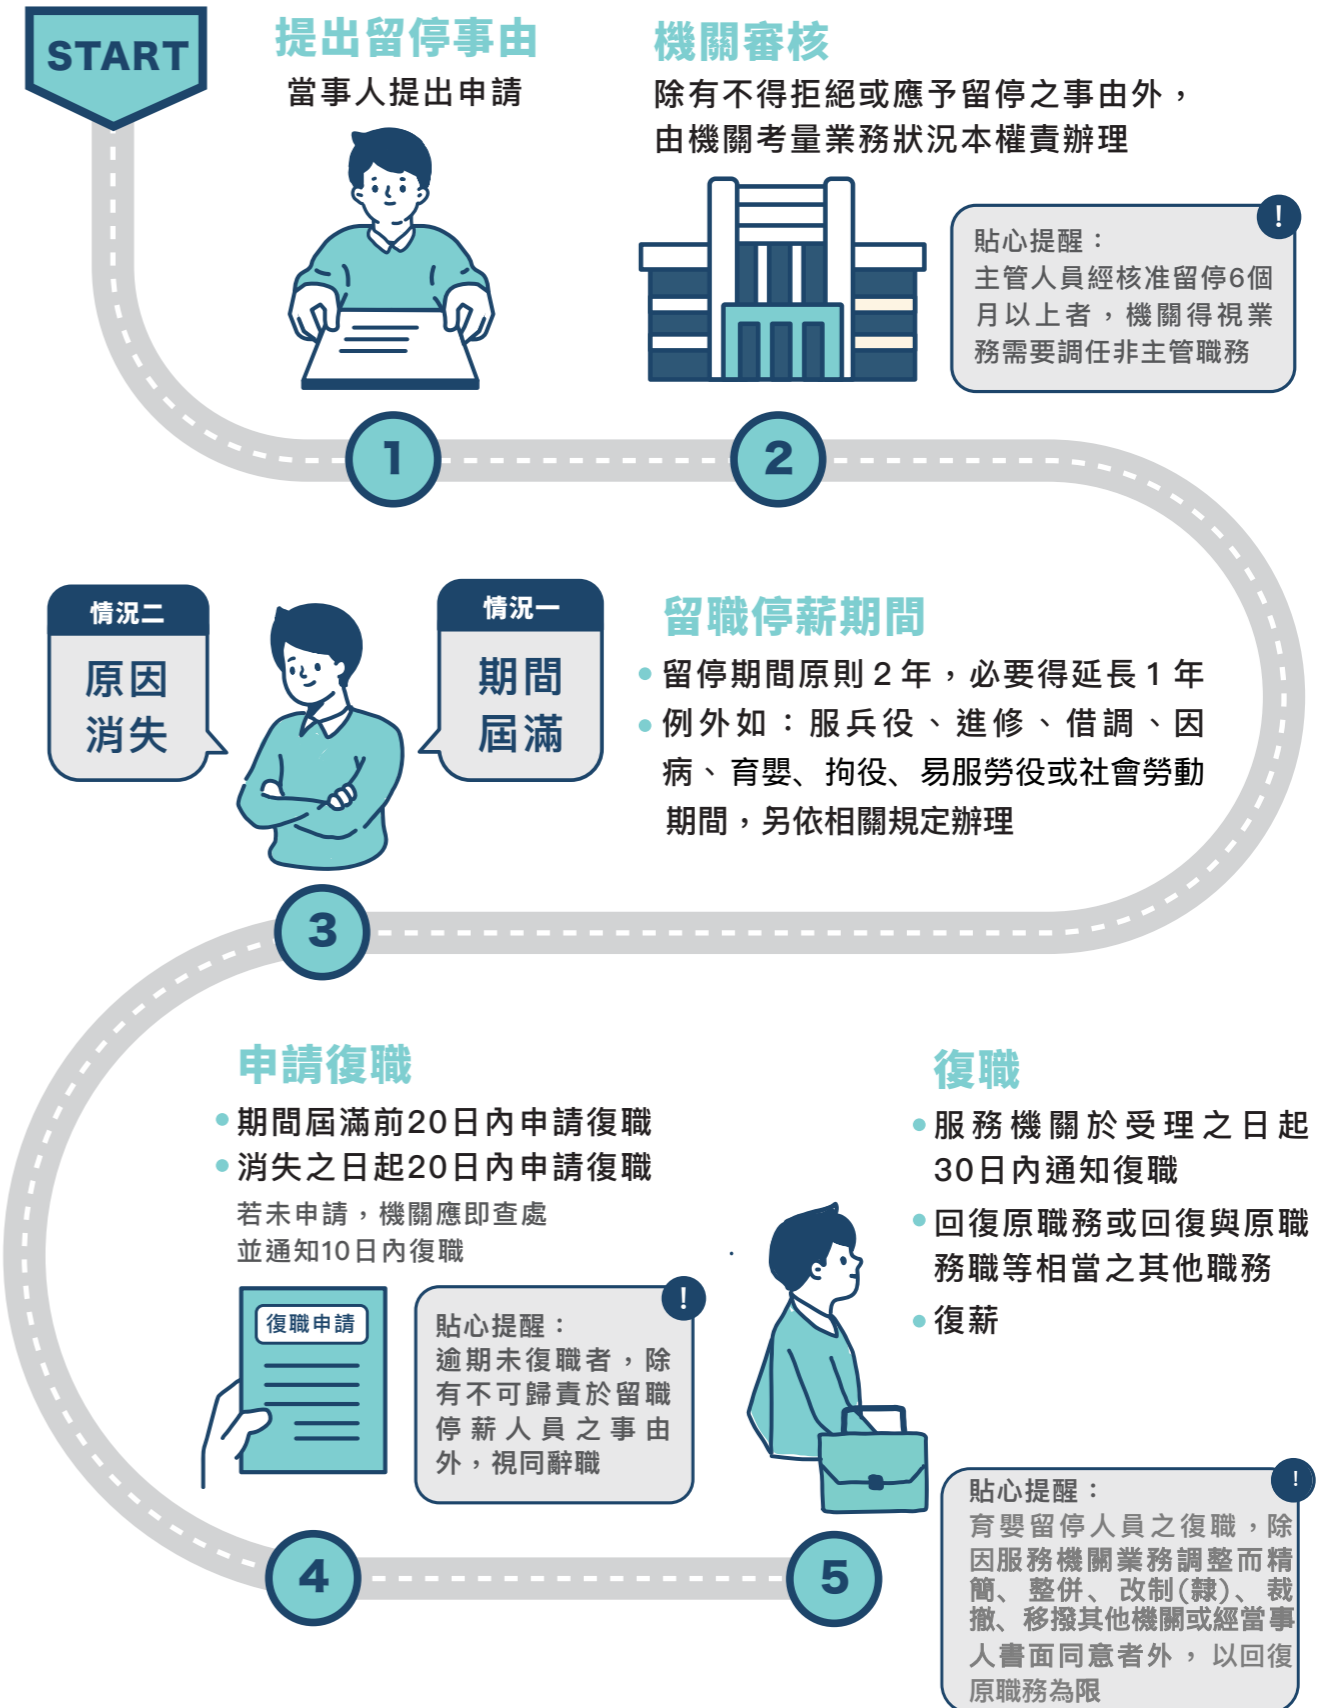 START
提出留停事由
當事人提出申請
機關審核
除有不得拒絕或應予留停之事由外，
由機關考量業務狀況本權責辦理
!
貼心提醒：
主管人員經核准留停6個
月以上者，機關得視業
務需要調任非主管職務
1
2
情況二
原因
消失
情況一
期間
屆滿
留職停薪期間
留停期間原則2年，必要得延長1年
例外如：服兵役、進修、借調、因
病、育嬰、拘役、易服勞役或社會勞動
期間，另依相關規定辦理
3
申請復職
期間屆滿前20日內申請復職
消失之日起20日內申請復職
若未申請，機關應即查處
並通知10日內復職
復職申請
!
貼心提醒：
逾期未復職者，除
有不可歸責於留職
停薪人員之事由
外，視同辭職
4
復職
服務機關於受理之日起
30日內通知復職
回復原職務或回復與原職
務職等相當之其他職務
復薪
5
!
貼心提醒：
育嬰留停人員之復職，除
因服務機關業務調整而精
簡、整併、改制(隸)、裁
撤、移撥其他機關或經當事
人書面同意者外，以回復
原職務為限